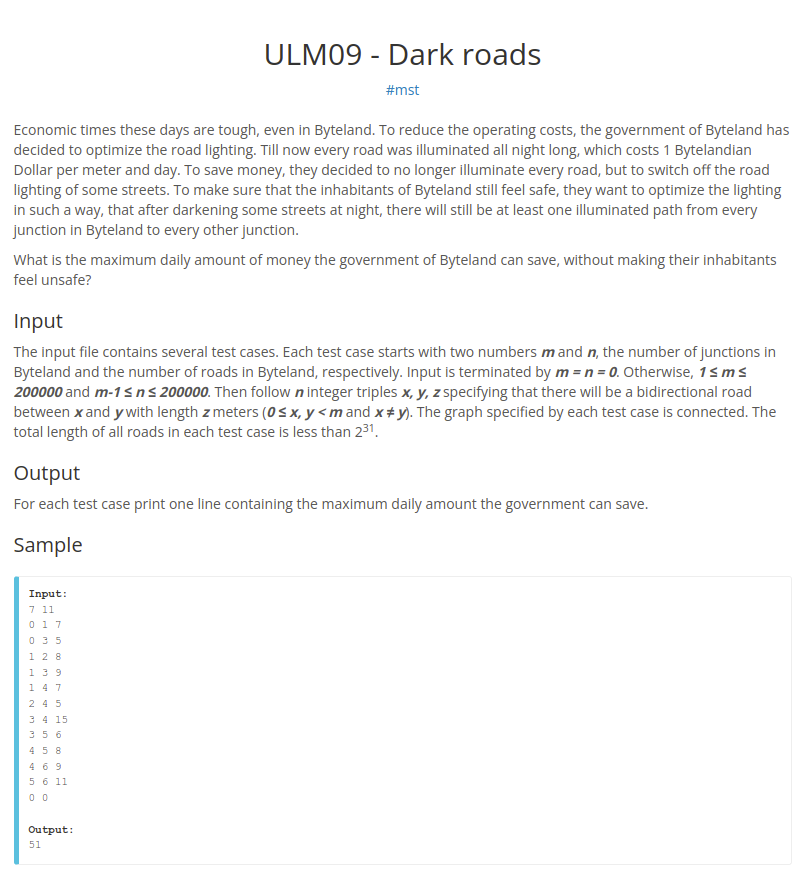 ULM09 - Dark roads
#mst
Economic times these days are tough, even in Byteland. To reduce the operating costs, the government of Byteland has
decided to optimize the road lighting. Till now every road was illuminated all night long, which costs 1 Bytelandian
Dollar per meter and day. To save money, they decided to no longer illuminate every road, but to switch off the road
lighting of some streets. To make sure that the inhabitants of Byteland still feel safe, they want to optimize the lighting
in such a way, that after darkening some streets at night, there will still be at least one illuminated path from every
junction in Byteland to every other junction.
What is the maximum daily amount of money the government of Byteland can save, without making their inhabitants
feel unsafe?
Input
The input file contains several test cases. Each test case starts with two numbers m and n, the number of junctions in
Byteland and the number of roads in Byteland, respectively. Input is terminated by m = n = 0. Otherwise, 1 ≤ m ≤
200000 and m-1 ≤ n ≤ 200000. Then follow n integer triples x, y, z specifying that there will be a bidirectional road
between x and y with length z meters (0 ≤ x, y < m and x ≠ y). The graph specified by each test case is connected. The
total length of all roads in each test case is less than 2³¹.
Output
For each test case print one line containing the maximum daily amount the government can save.
Sample
Input:
7 11
0 1 7
0 3 5
1 2 8
1 3 9
1 4 7
2 4 5
3 4 15
3 5 6
4 5 8
4 6 9
5 6 11
0 0
Output:
51